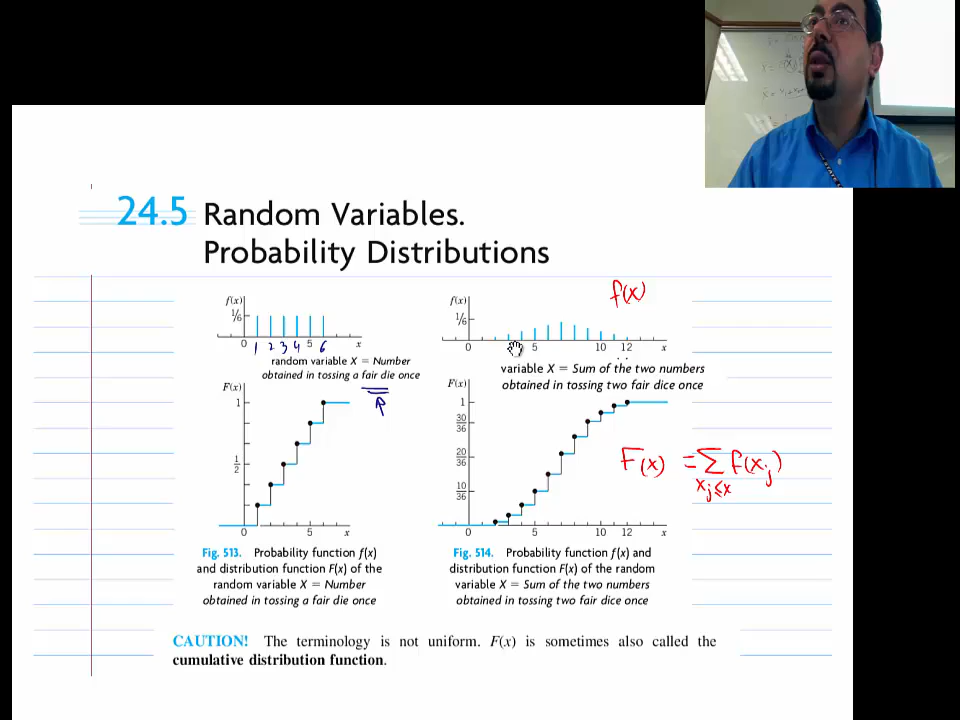 24.5 Random Variables.
Probability Distributions
f(x)
1/6
0 5 x
1 2 3 4 6
random variable X = Number
obtained in tossing a fair die once
F(x)
1
1/2
0 5 x
Fig. 513. Probability function f(x)
and distribution function F(x) of the
random variable X = Number
obtained in tossing a fair die once
f(x)
f(x)
1/6
0 5 10 12 x
variable X = Sum of the two numbers
obtained in tossing two fair dice once
F(x)
1
30/36
20/36
10/36
0 5 10 12 x
F(x) = Σ f(xj)
xj≤x
Fig. 514. Probability function f(x) and
distribution function F(x) of the random
variable X = Sum of the two numbers
obtained in tossing two fair dice once
CAUTION! The terminology is not uniform. F(x) is sometimes also called the
cumulative distribution function.